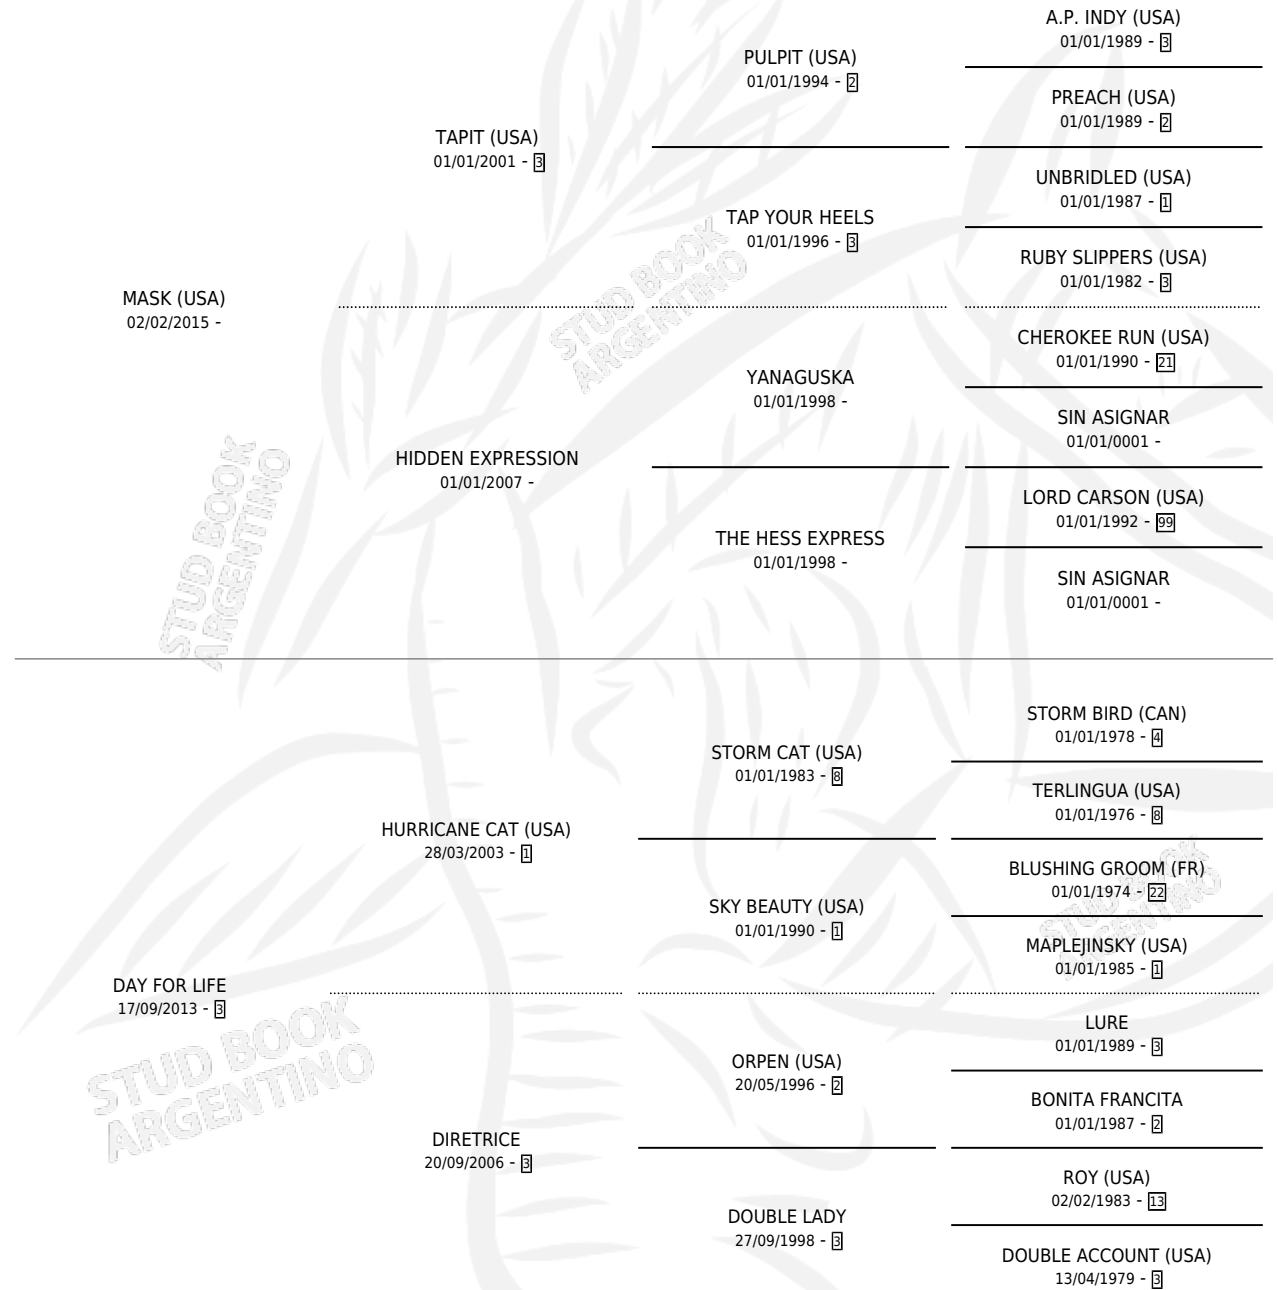 A.P. INDY (USA)
01/01/1989 - 3
PULPIT (USA)
01/01/1994 - 2
PREACH (USA)
01/01/1989 - 2
TAPIT (USA)
01/01/2001 - 3
UNBRIDLED (USA)
01/01/1987 - 1
TAP YOUR HEELS
01/01/1996 - 3
RUBY SLIPPERS (USA)
01/01/1982 - 3
MASK (USA)
02/02/2015 -
STUD BOOK
ARGENTINO
CHEROKEE RUN (USA)
01/01/1990 - 21
YANAGUSKA
01/01/1998 -
SIN ASIGNAR
01/01/0001 -
HIDDEN EXPRESSION
01/01/2007 -
LORD CARSON (USA)
01/01/1992 - 99
THE HESS EXPRESS
01/01/1998 -
SIN ASIGNAR
01/01/0001 -
STUD BOOK
ARGENTINO
STORM BIRD (CAN)
01/01/1978 - 4
STORM CAT (USA)
01/01/1983 - 8
TERLINGUA (USA)
01/01/1976 - 8
HURRICANE CAT (USA)
28/03/2003 - 1
BLUSHING GROOM (FR)
01/01/1974 - 22
SKY BEAUTY (USA)
01/01/1990 - 1
MAPLEJINSKY (USA)
01/01/1985 - 1
STUD BOOK
ARGENTINO
DAY FOR LIFE
17/09/2013 - 3
LURE
01/01/1989 - 3
ORPEN (USA)
20/05/1996 - 2
BONITA FRANCITA
01/01/1987 - 2
DIRETRICE
20/09/2006 - 3
ROY (USA)
02/02/1983 - 13
DOUBLE LADY
27/09/1998 - 3
DOUBLE ACCOUNT (USA)
13/04/1979 - 3
STUD BOOK
ARGENTINO